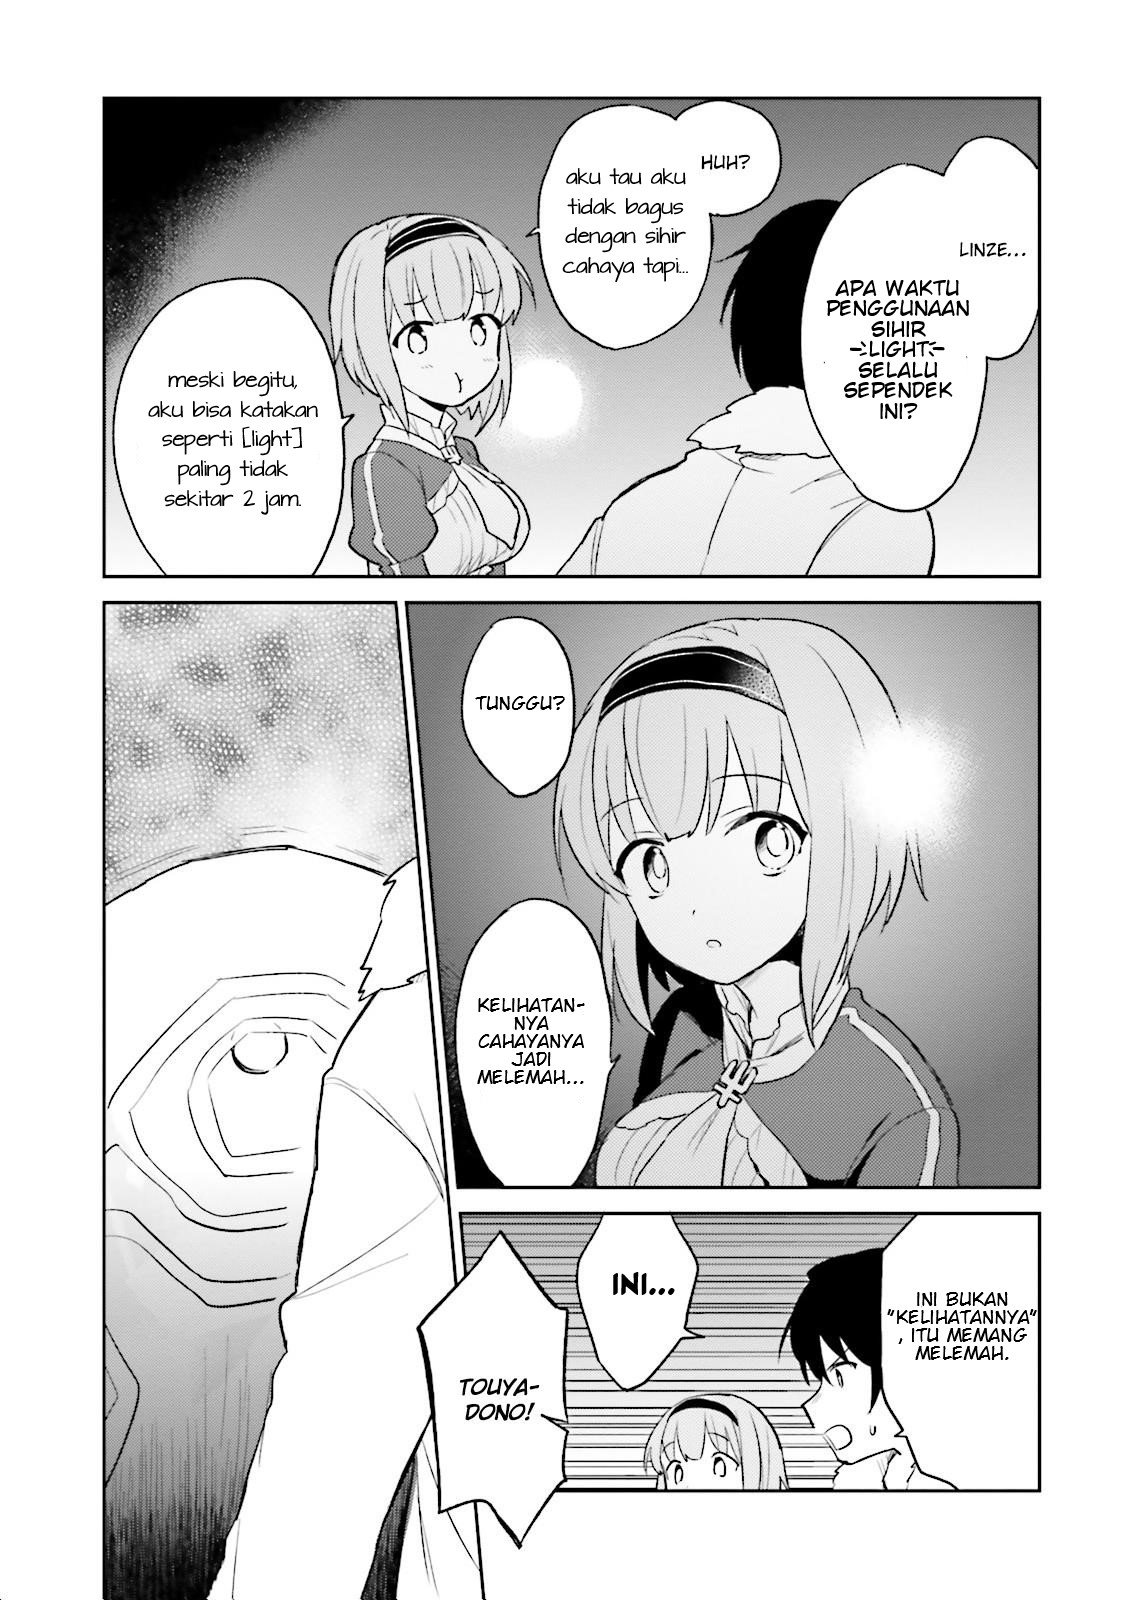 LINZE...
APA WAKTU
PENGGUNAAN
SIHIR
LIGHT
SELALU
SEPENDEK
INI?
HUH?
aku tau aku
tidak bagus
dengan sihir
cahaya tapi...
meski begitu,
aku bisa katakan
seperti [light]
paling tidak
sekitar 2 jam.
TUNGGU?
KELIHATAN-
NYA
CAHAYANYA
JADI
MELEMAH...
INI BUKAN
"KELIHATANNYA"
, ITU MEMANG
MELEMAH.
INI...
TOUYA-
DONO!